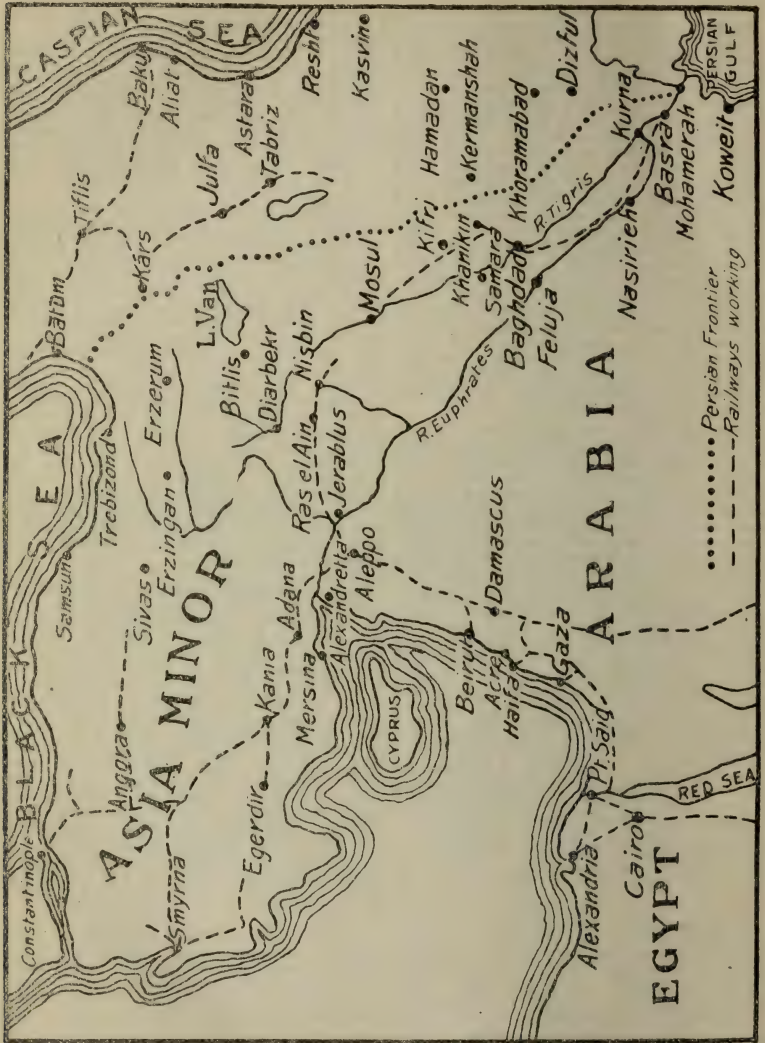 CASPIAN SEA
BLACK SEA
Constantinople
Samsun
Trebizond
Batum
Tiflis
Baku
Aliat
Kars
Julfa
Astara
Tabriz
Resht
Kasvine
Angora
Sivas
Erzingan
Erzerum
ASIA MINOR
L. Van
Bitlis
Diarbekr
Smyrna
Egerdir
Kania
Adana
Mersina
Alexandretta
Aleppo
Jerablus
Ras el Ain
Nisbin
Mosul
Kifri
Hamadan
Kermanshah
Khanikin
Samara
Khoramabad
Dizful
Baghdad
Feluja
R. Tigris
R. Euphrates
Kurna
Nasirieh
Basra
Mohamerah
Koweit
PERSIAN
GULF
CYPRUS
Damascus
Beirut
Acre
Haifa
Gaza
ARABIA
Pt. Said
Alexandria
Cairo
RED SEA
EGYPT
Persian Frontier
Railways working